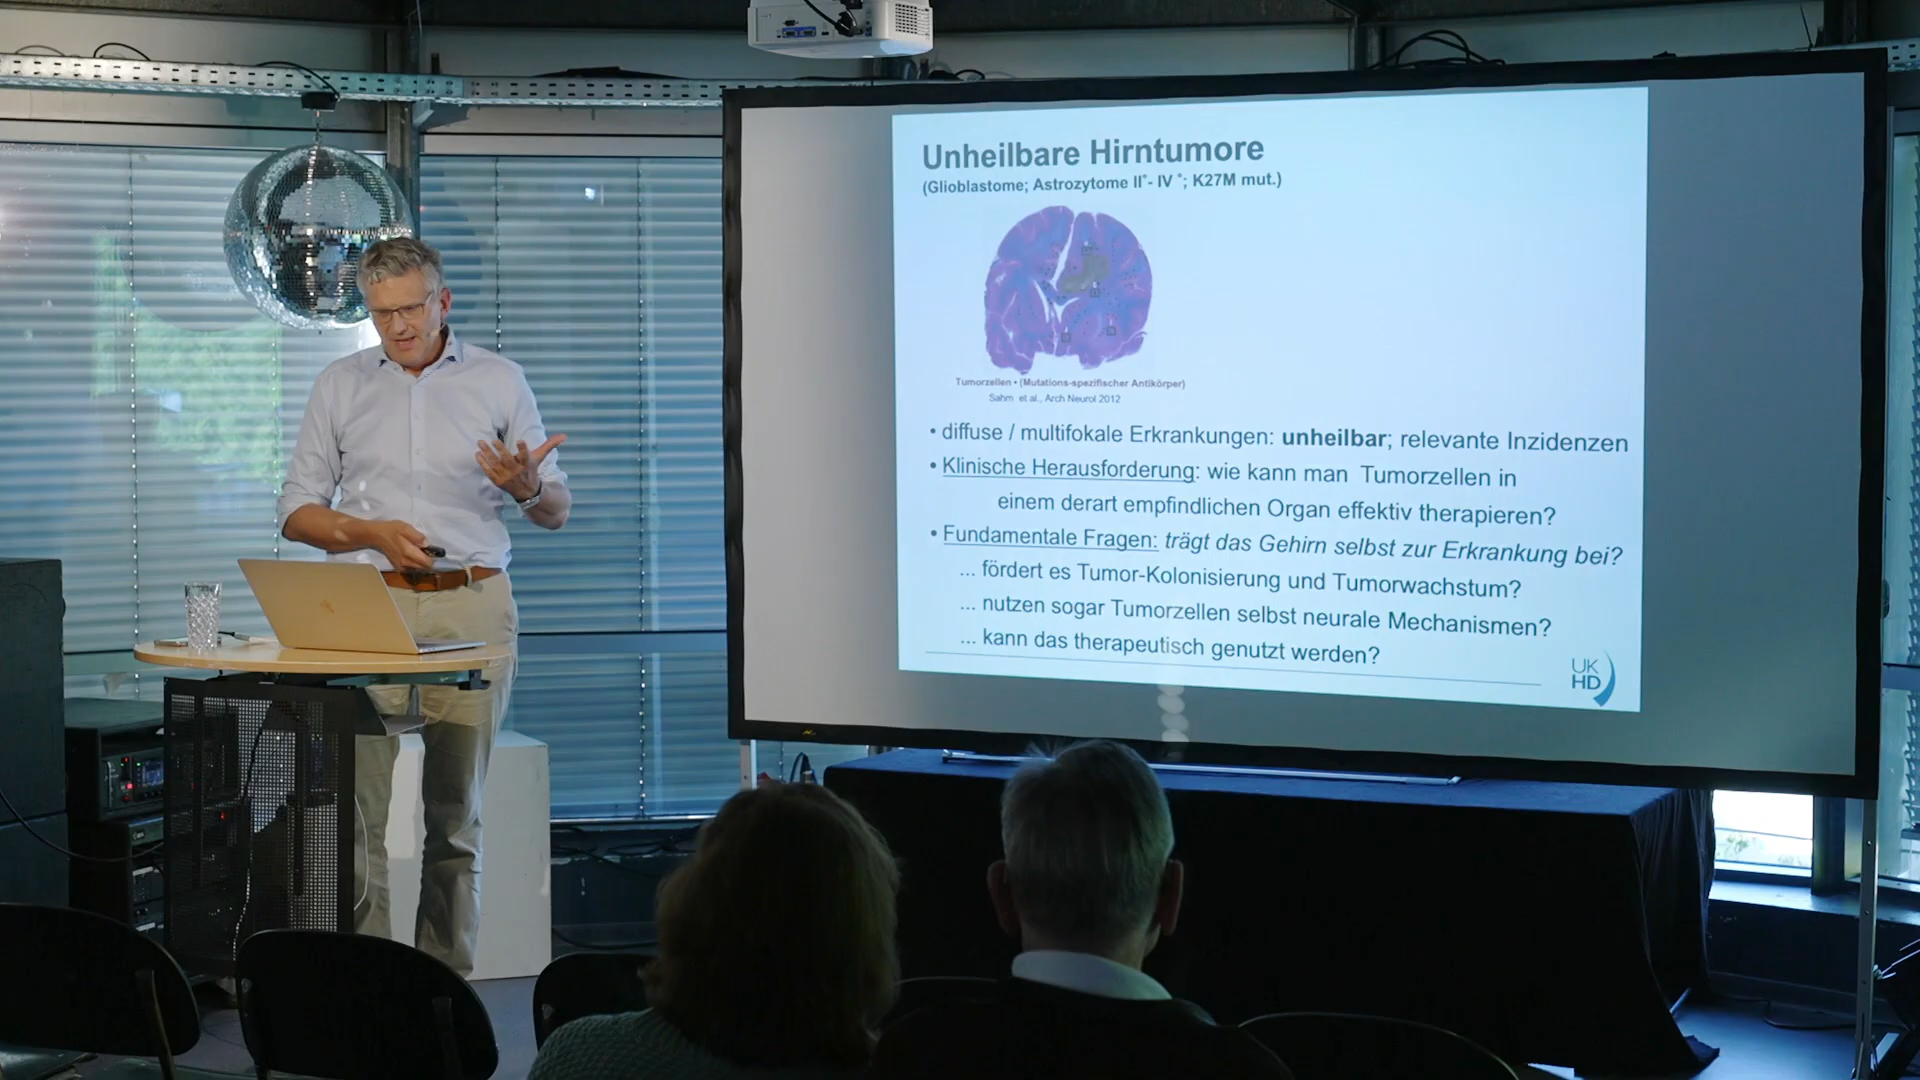 Unheilbare Hirntumore
(Glioblastome; Astrozytome II°- IV °; K27M mut.)
Tumorzellen • (Mutations-spezifischer Antikörper)
Sahm et al., Arch Neurol 2012
• diffuse / multifokale Erkrankungen: unheilbar; relevante Inzidenzen
• Klinische Herausforderung: wie kann man Tumorzellen in
einem derart empfindlichen Organ effektiv therapieren?
• Fundamentale Fragen: trägt das Gehirn selbst zur Erkrankung bei?
... fördert es Tumor-Kolonisierung und Tumorwachstum?
... nutzen sogar Tumorzellen selbst neurale Mechanismen?
... kann das therapeutisch genutzt werden?
UK
HD